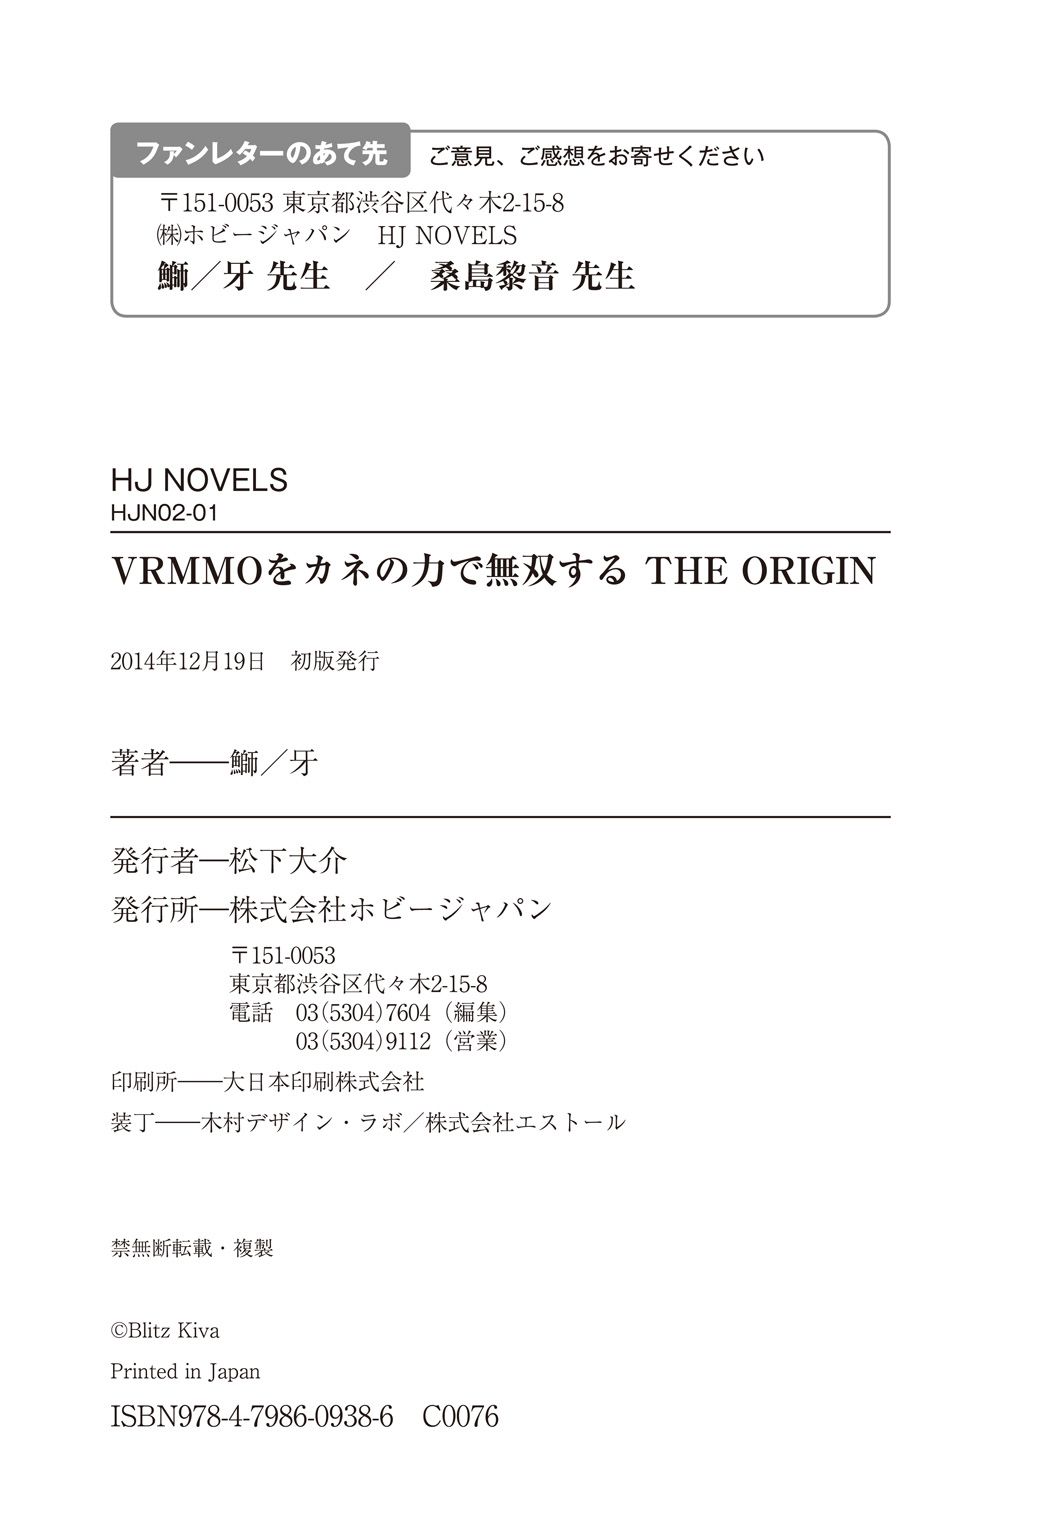 ファンレターのあて先　ご意見、ご感想をお寄せください
〒151-0053 東京都渋谷区代々木2-15-8
㈱ホビージャパン　HJ NOVELS
鰤／牙 先生　／　桑島黎音 先生
HJ NOVELS
HJN02-01
VRMMOをカネの力で無双する THE ORIGIN
2014年12月19日　初版発行
著者――鰤／牙
発行者―松下大介
発行所―株式会社ホビージャパン
〒151-0053
東京都渋谷区代々木2-15-8
電話　03(5304)7604（編集）
03(5304)9112（営業）
印刷所――大日本印刷株式会社
装丁――木村デザイン・ラボ／株式会社エストール
禁無断転載・複製
©Blitz Kiva
Printed in Japan
ISBN978-4-7986-0938-6　C0076